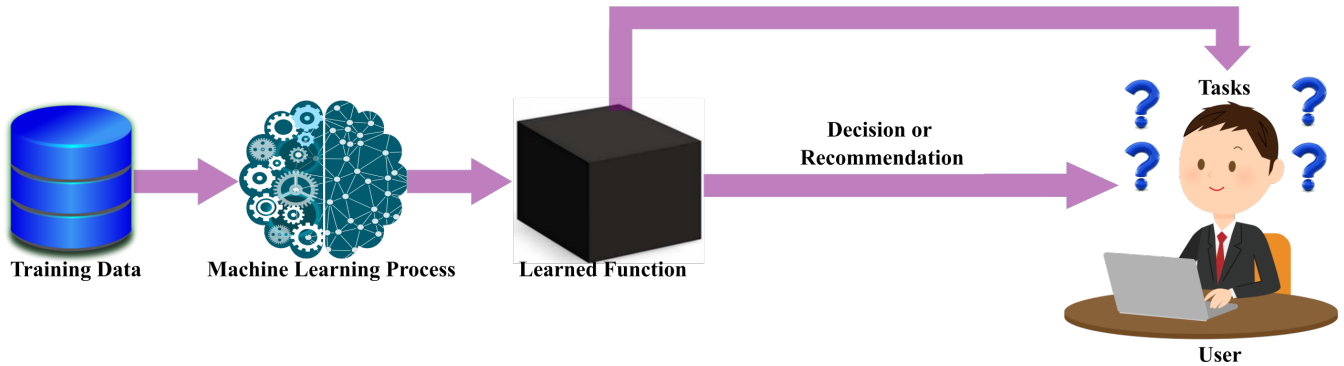 Tasks
Decision or
Recommendation
Training Data
Machine Learning Process
Learned Function
User